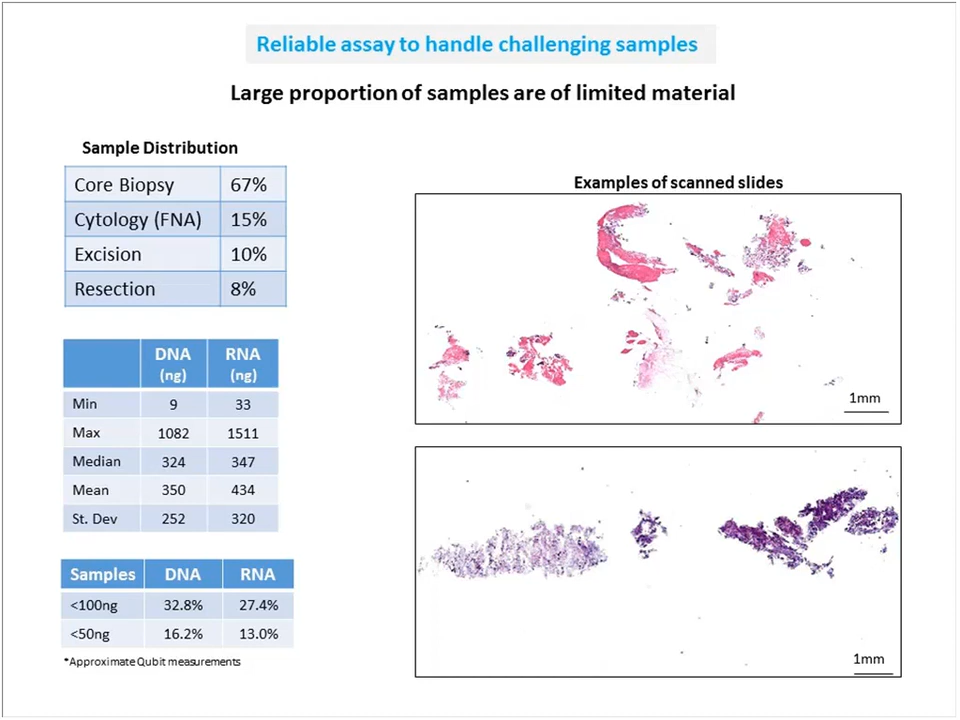 Reliable assay to handle challenging samples
Large proportion of samples are of limited material
Sample Distribution
Core Biopsy 67%
Cytology (FNA) 15%
Excision 10%
Resection 8%
DNA (ng) RNA (ng)
Min 9 33
Max 1082 1511
Median 324 347
Mean 350 434
St. Dev 252 320
Samples DNA RNA
<100ng 32.8% 27.4%
<50ng 16.2% 13.0%
*Approximate Qubit measurements
Examples of scanned slides
1mm
1mm